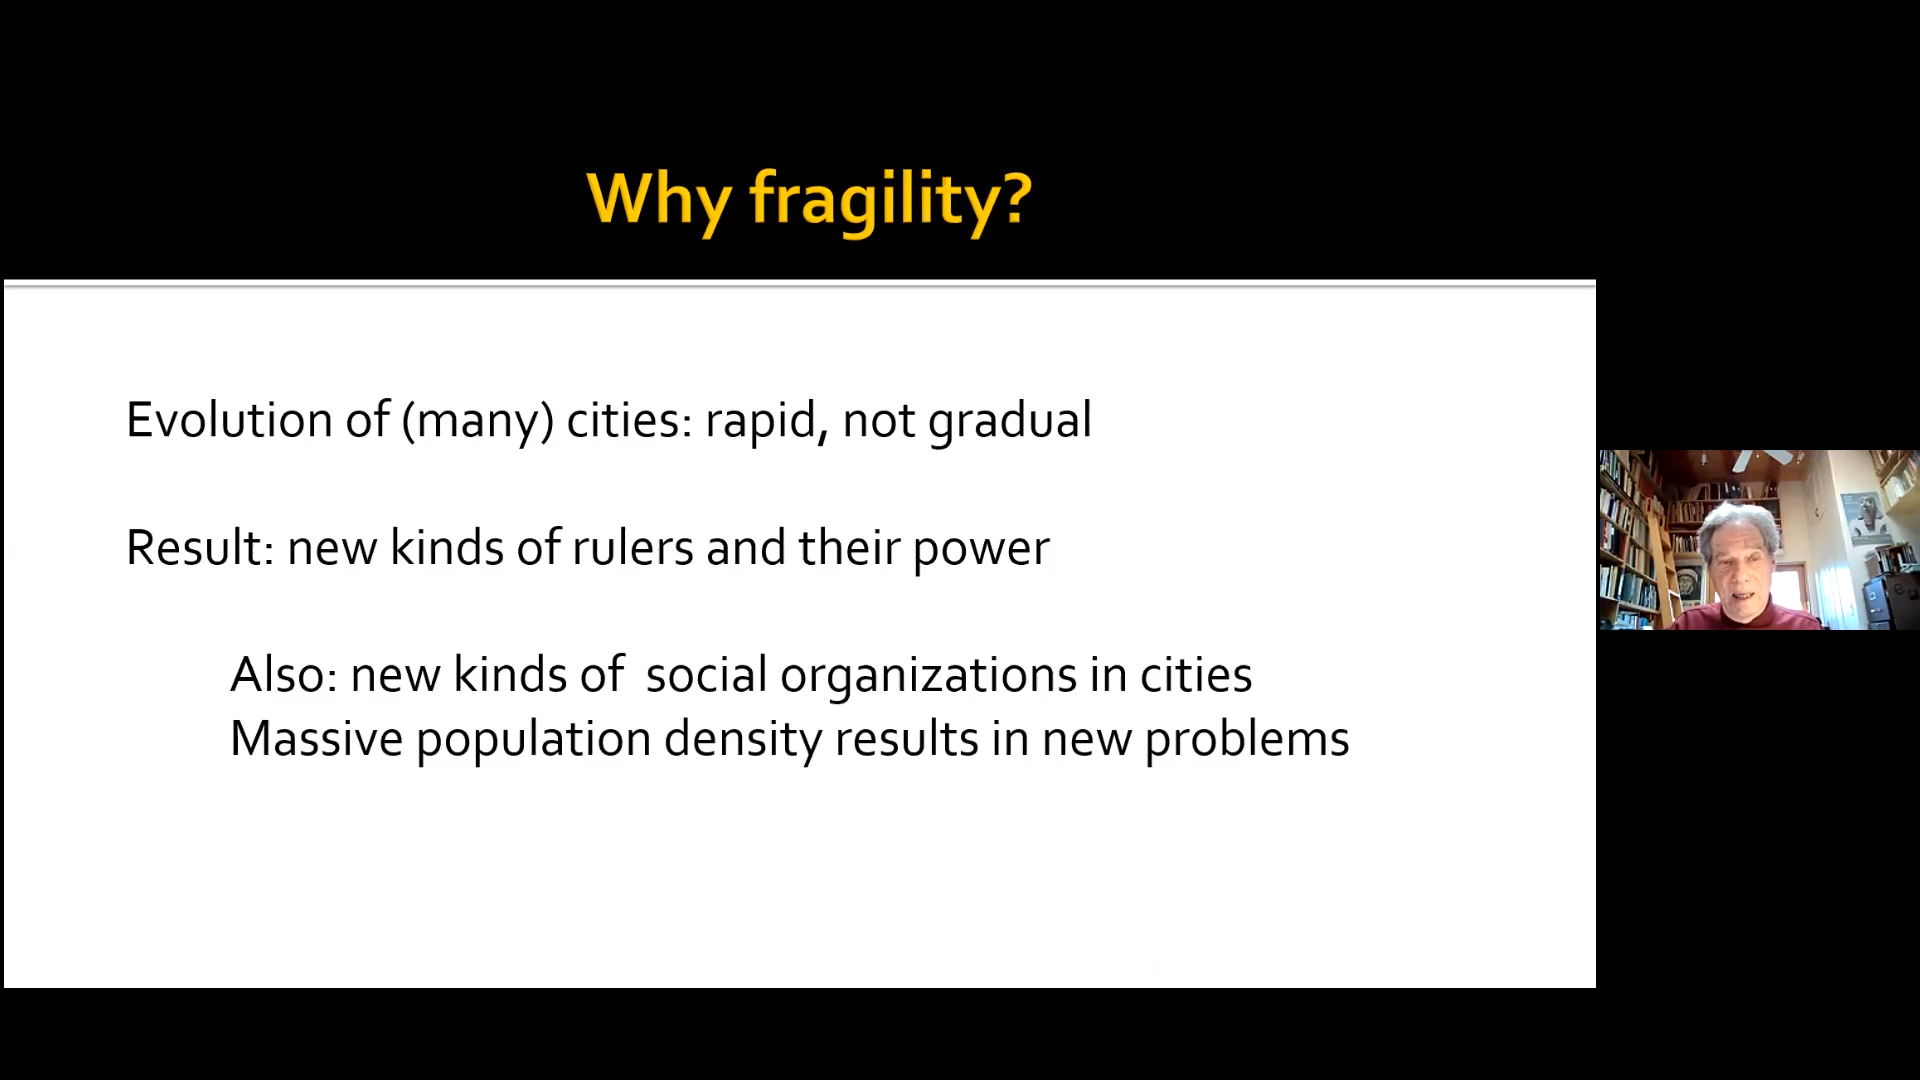 Why fragility?
Evolution of (many) cities: rapid, not gradual
Result: new kinds of rulers and their power
Also: new kinds of  social organizations in cities
Massive population density results in new problems